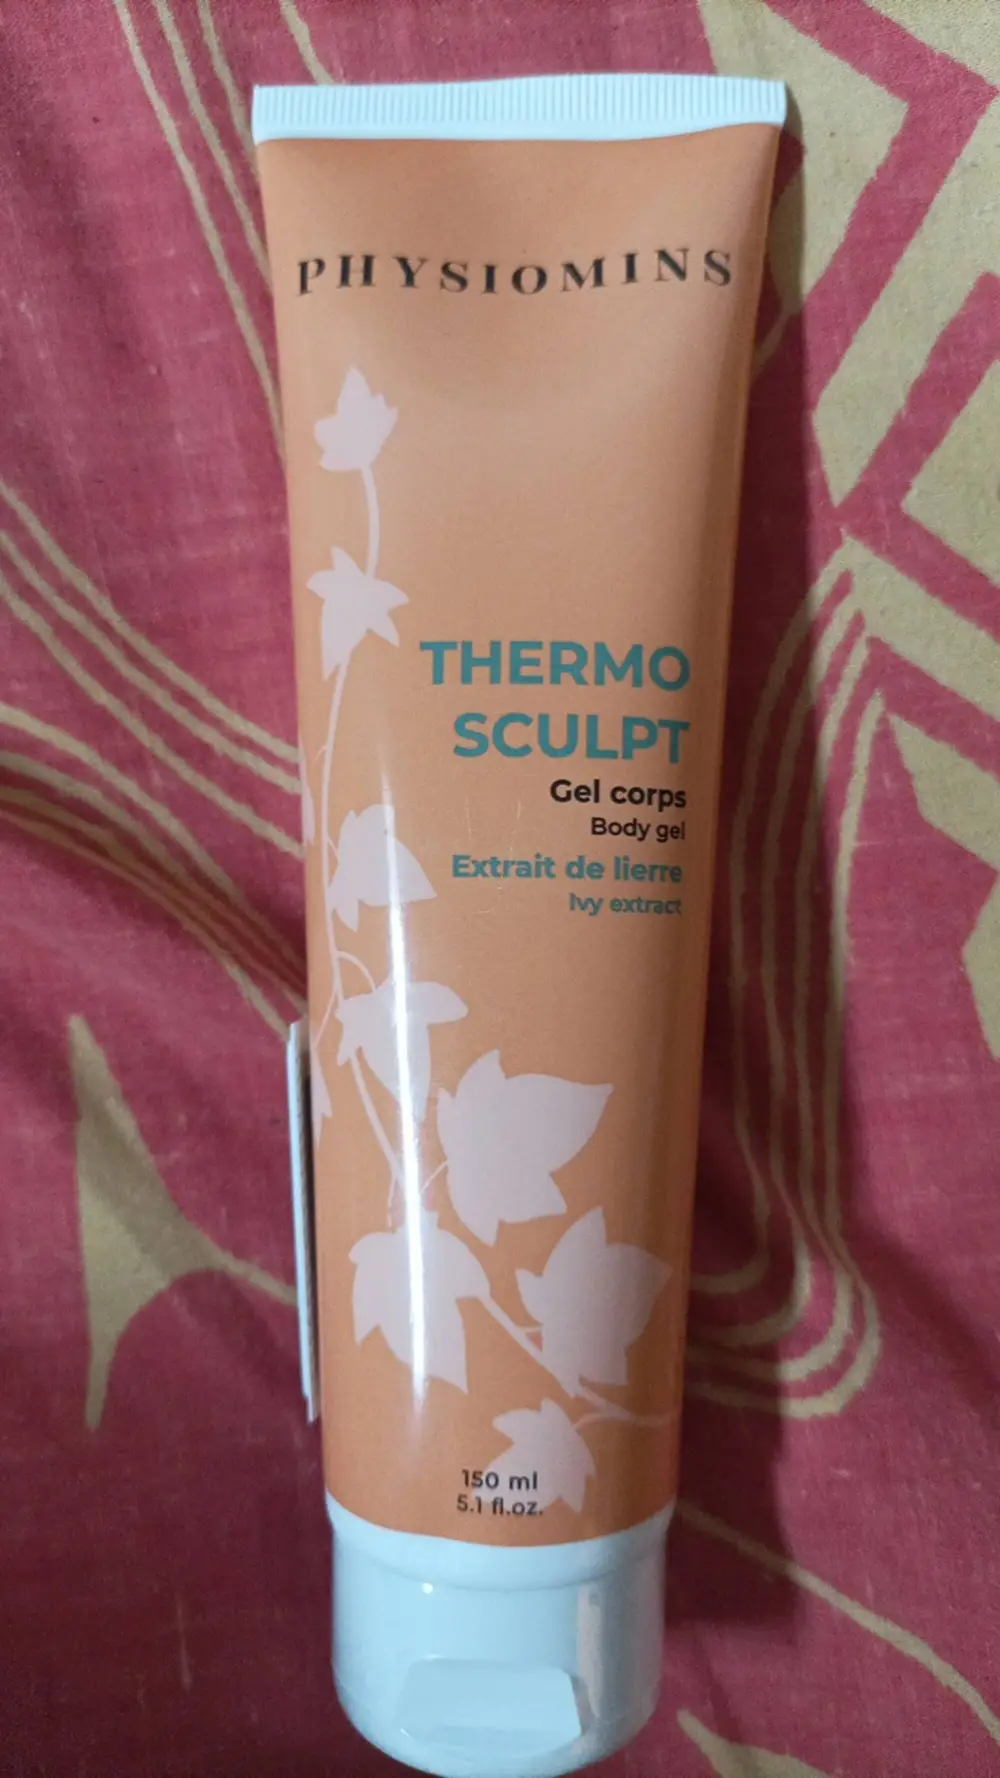 PHYSIOMINS
THERMO
SCULPT
Gel corps
Body gel
Extrait de lierre
Ivy extract
150 ml
5.1 fl.oz.